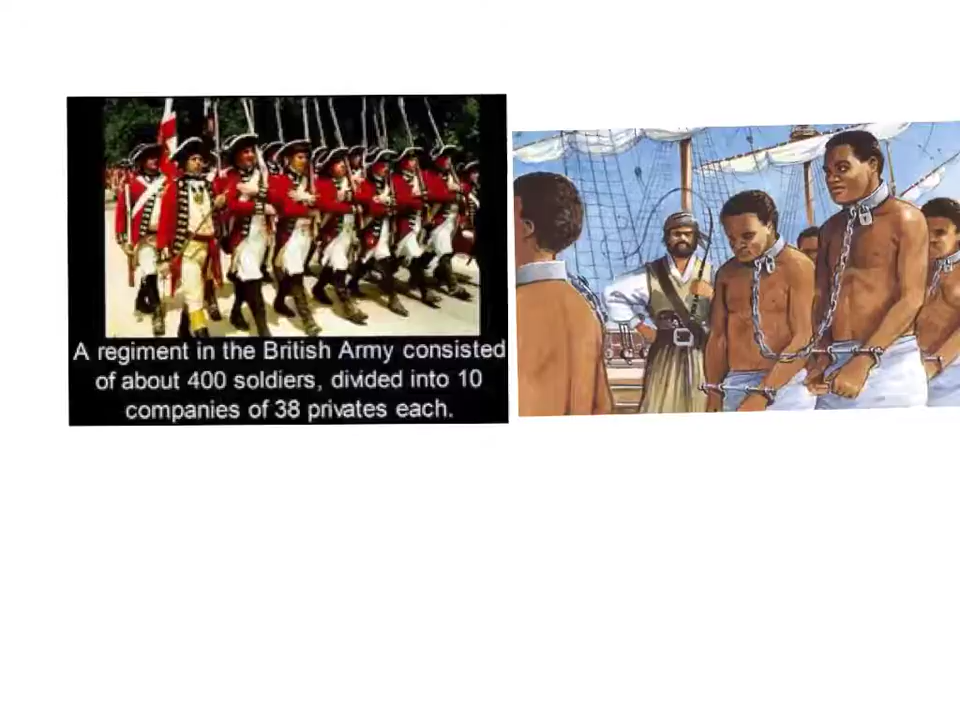 A regiment in the British Army consisted
of about 400 soldiers, divided into 10
companies of 38 privates each.